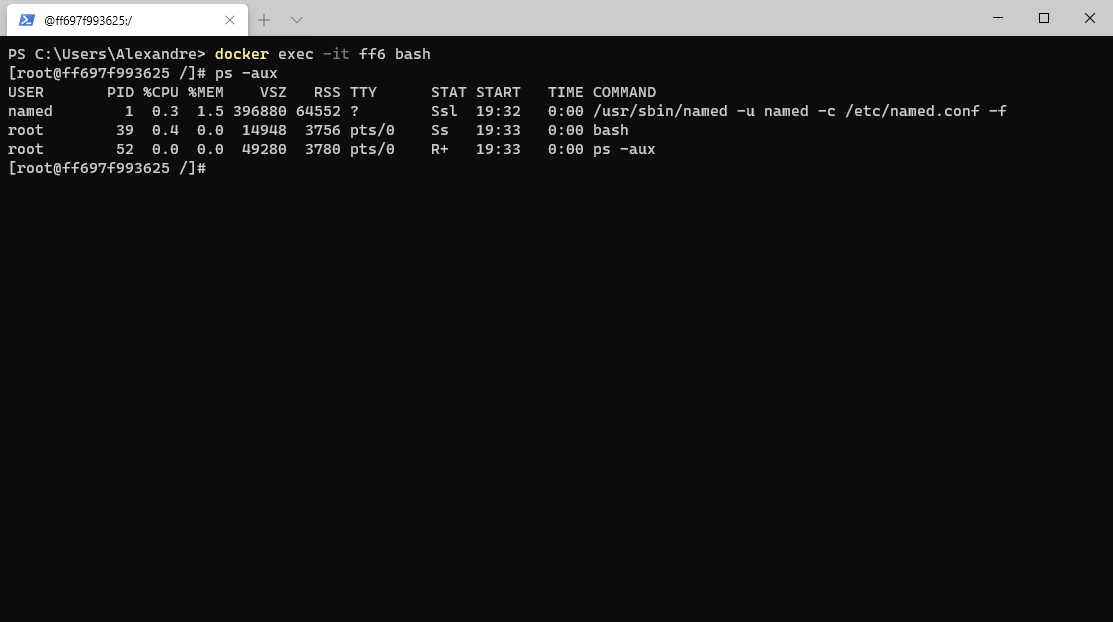 @ff697f993625:/
PS C:\Users\Alexandre> docker exec -it ff6 bash
[root@ff697f993625 /]# ps -aux
USER       PID %CPU %MEM    VSZ   RSS TTY      STAT START   TIME COMMAND
named        1  0.3  1.5 396880 64552 ?        Ssl  19:32   0:00 /usr/sbin/named -u named -c /etc/named.conf -f
root        39  0.4  0.0  14948  3756 pts/0    Ss   19:33   0:00 bash
root        52  0.0  0.0  49280  3780 pts/0    R+   19:33   0:00 ps -aux
[root@ff697f993625 /]#